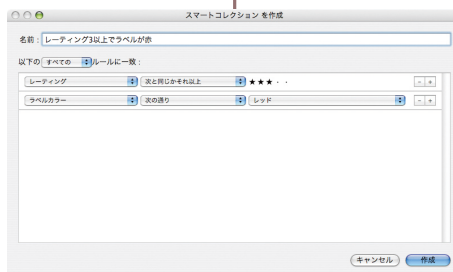 スマートコレクション を作成
名前： レーティング3以上でラベルが赤
以下の すべての ルールに一致：
レーティング 次と同じかそれ以上 ★★★・・ － ＋
ラベルカラー 次の通り レッド － ＋
キャンセル 作成